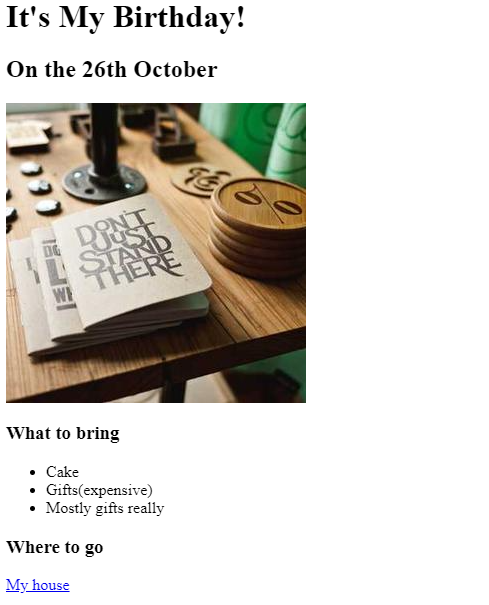 It's My Birthday!
On the 26th October
DON'T
JUST
STAND
THERE
What to bring
Cake
Gifts(expensive)
Mostly gifts really
Where to go
My house